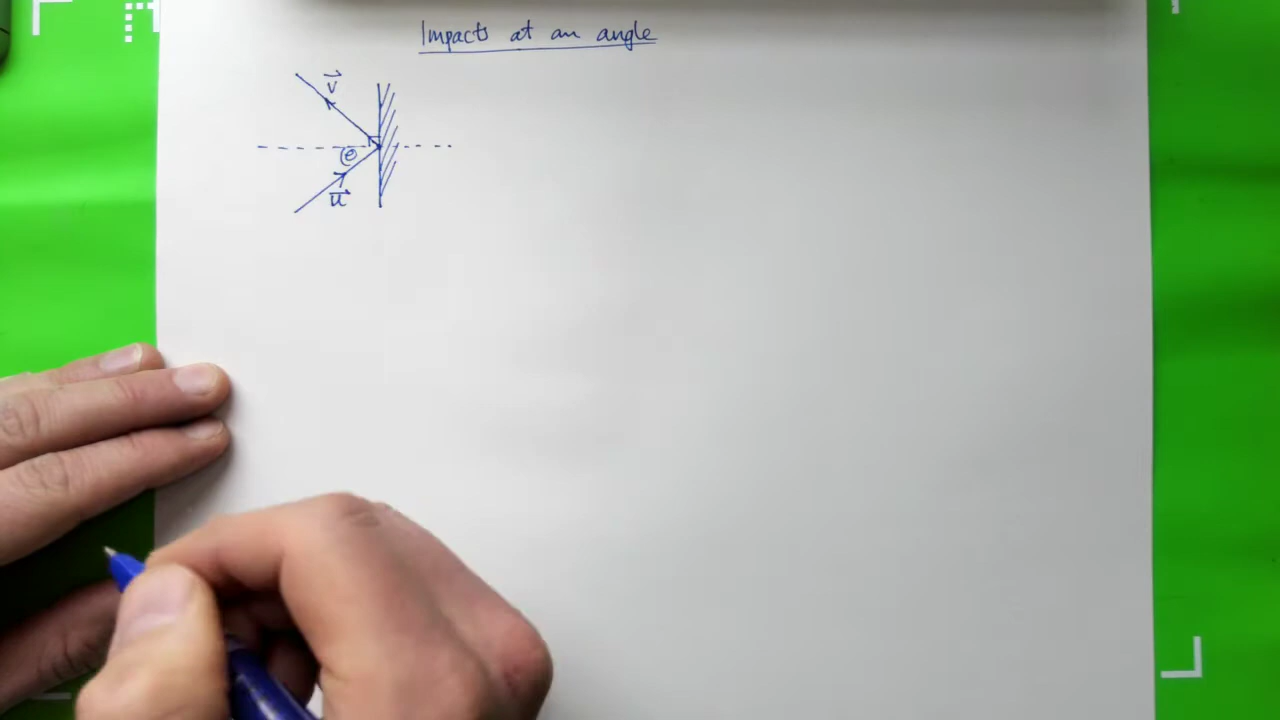 Impacts at an angle
v⃗
e
u⃗